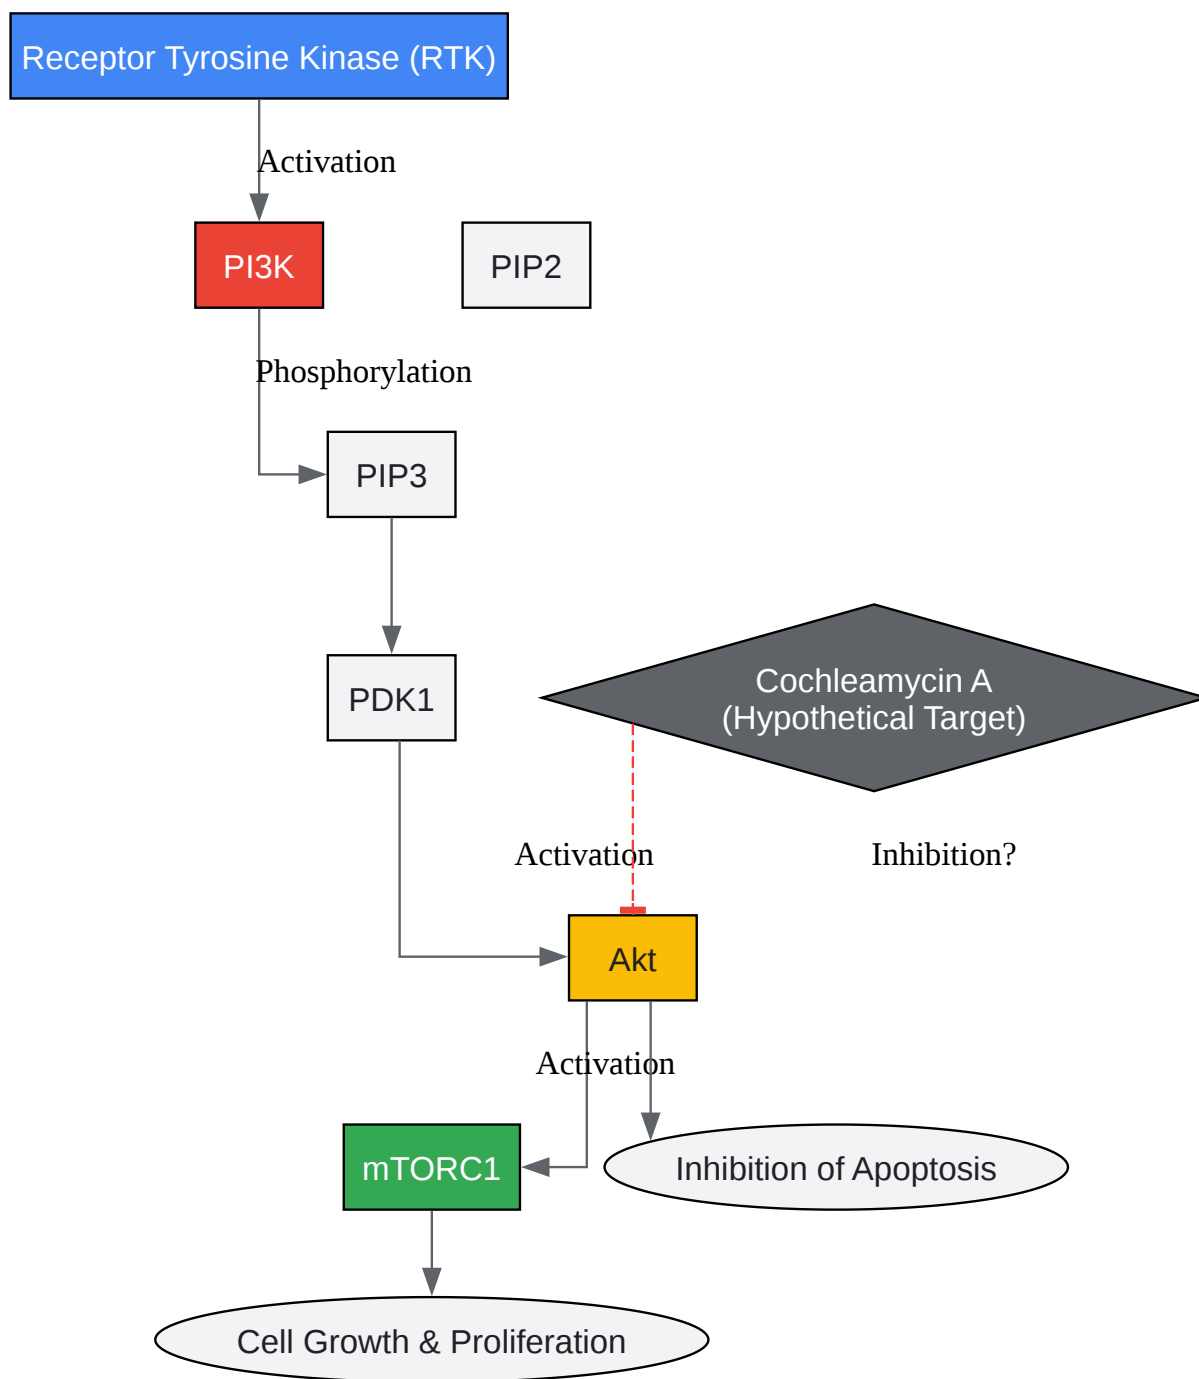 Receptor Tyrosine Kinase (RTK)
Activation
PI3K
PIP2
Phosphorylation
PIP3
PDK1
Cochleamycin A
(Hypothetical Target)
Activation
Inhibition?
Akt
Activation
mTORC1
Inhibition of Apoptosis
Cell Growth & Proliferation